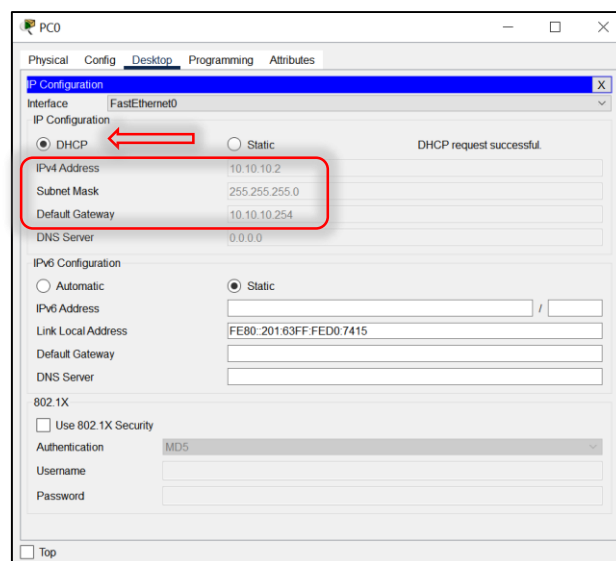 PC0
Physical Config Desktop Programming Attributes
IP Configuration X
Interface FastEthernet0
IP Configuration
DHCP Static DHCP request successful.
IPv4 Address 10.10.10.2
Subnet Mask 255.255.255.0
Default Gateway 10.10.10.254
DNS Server 0.0.0.0
IPv6 Configuration
Automatic Static
IPv6 Address /
Link Local Address FE80::201:63FF:FED0:7415
Default Gateway
DNS Server
802.1X
Use 802.1X Security
Authentication MD5
Username
Password
Top